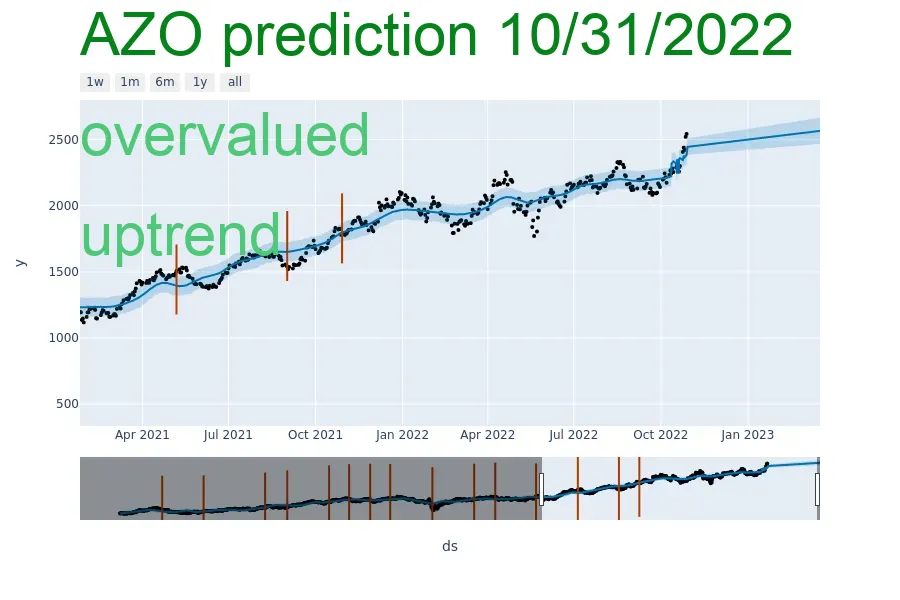 AZO prediction 10/31/2022
1w 1m 6m 1y all
overvalued
uptrend
2500
2000
1500
1000
500
y
Apr 2021 Jul 2021 Oct 2021 Jan 2022 Apr 2022 Jul 2022 Oct 2022 Jan 2023
ds